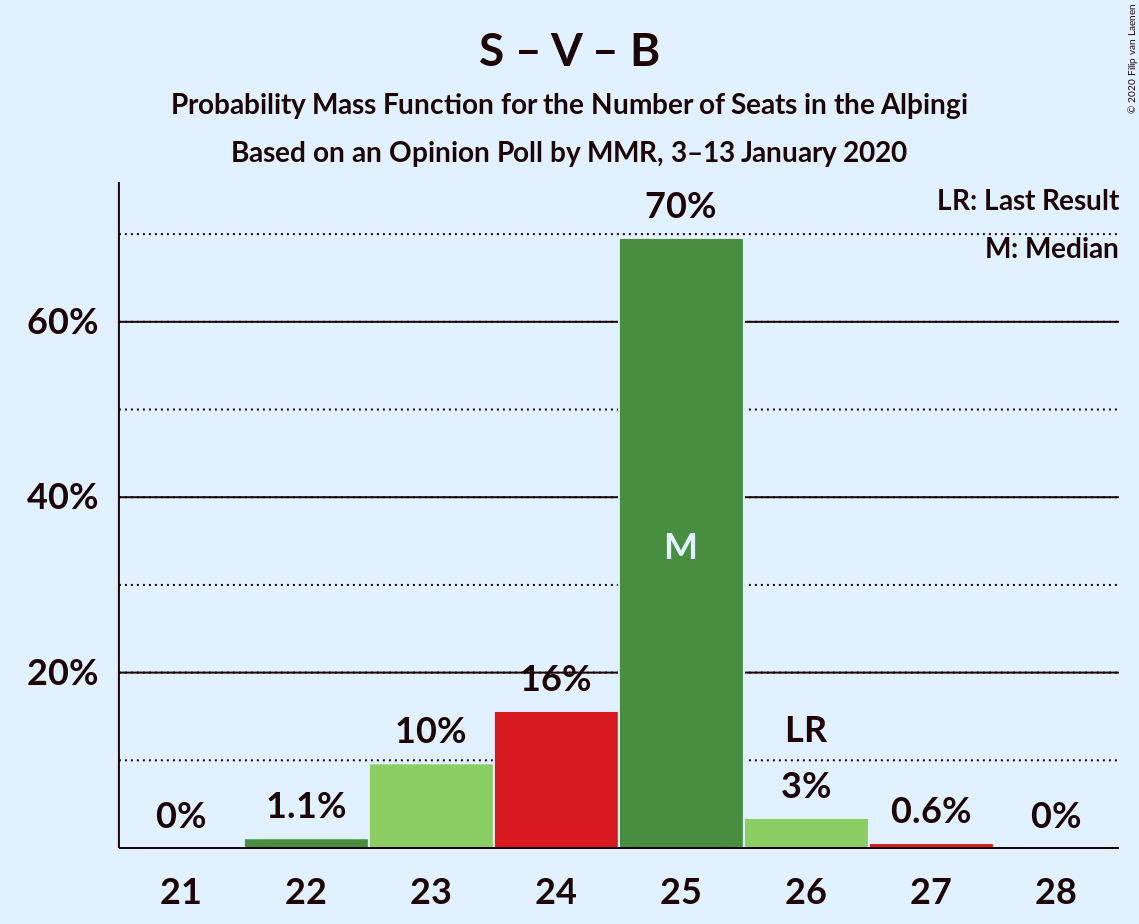 S – V – B
Probability Mass Function for the Number of Seats in the Alþingi
Based on an Opinion Poll by MMR, 3–13 January 2020
© 2020 Filip van Laenen
LR: Last Result
M: Median
70%
60%
40%
M
20%
16%
10%
LR
3%
0%
1.1%
0.6%
0%
21
22
23
24
25
26
27
28